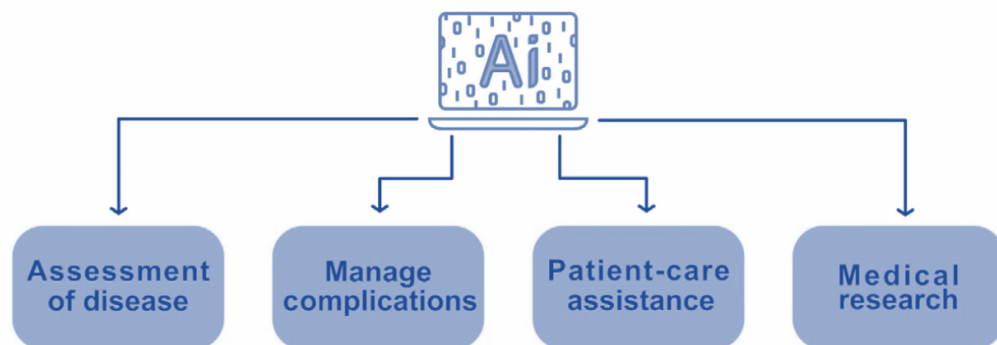 Ai
Assessment
of disease
Manage
complications
Patient-care
assistance
Medical
research